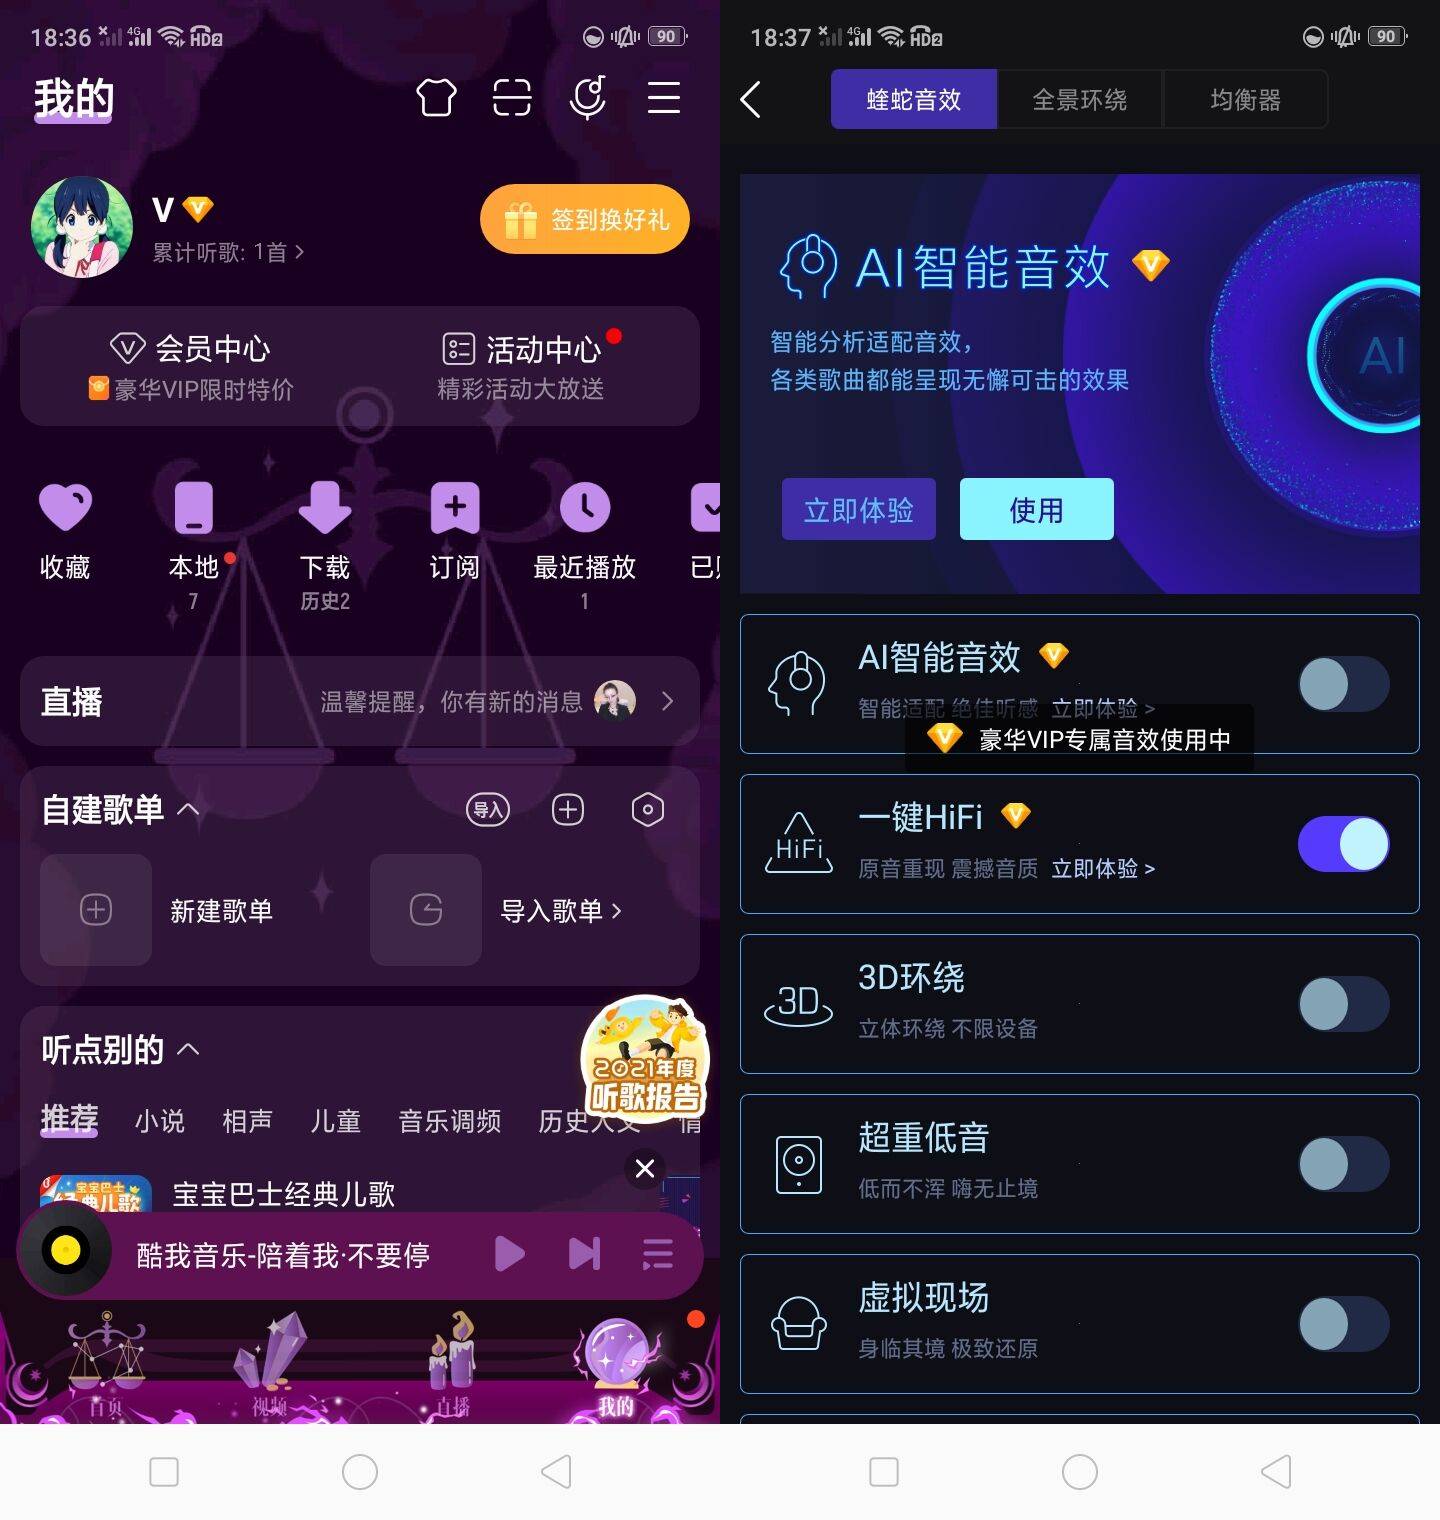 18:36 4G HD2 90
我的
V
累计听歌: 1首 >
签到换好礼
会员中心
豪华VIP限时特价
活动中心
精彩活动大放送
收藏
本地
7
下载
历史2
订阅
最近播放
1
直播
温馨提醒，你有新的消息
自建歌单
导入
新建歌单
导入歌单 >
听点别的
2021年度
听歌报告
推荐 小说 相声 儿童 音乐调频 历史人文
宝宝巴士
经典儿歌
宝宝巴士经典儿歌
酷我音乐-陪着我·不要停
首页 视频 直播 我的
18:37 4G HD2 90
蝰蛇音效 全景环绕 均衡器
AI智能音效
智能分析适配音效，
各类歌曲都能呈现无懈可击的效果
AI
立即体验 使用
AI智能音效
智能适配 绝佳听感 立即体验 >
豪华VIP专属音效使用中
HiFi
一键HiFi
原音重现 震撼音质 立即体验 >
3D
3D环绕
立体环绕 不限设备
超重低音
低而不浑 嗨无止境
虚拟现场
身临其境 极致还原